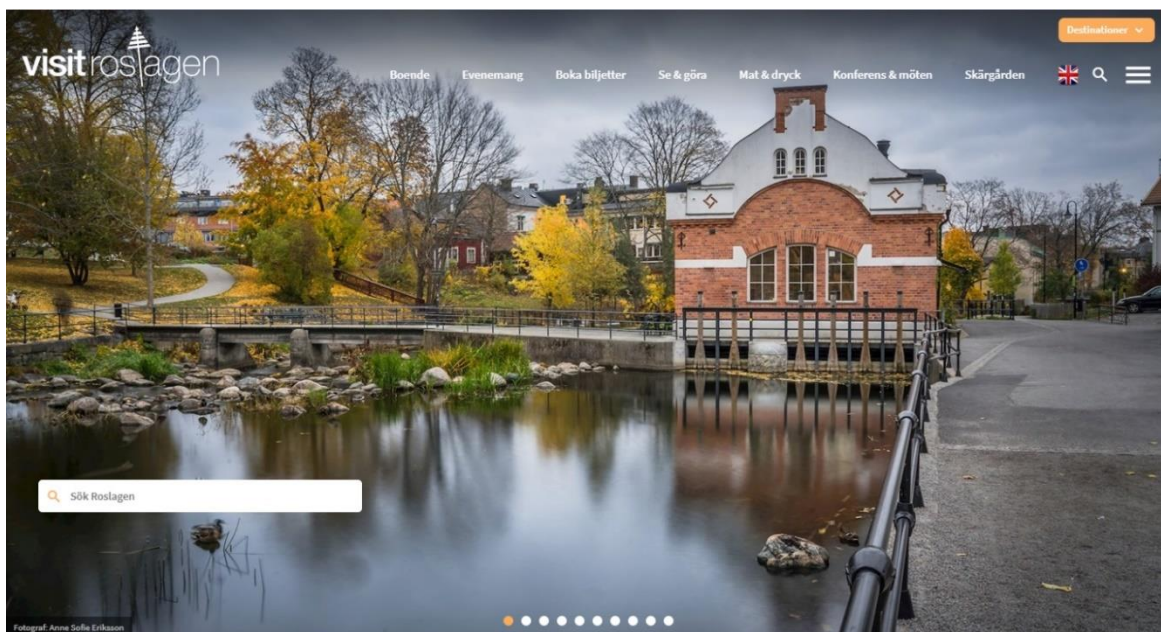 Destinationer
visitroslagen
Boende Evenemang Boka biljetter Se & göra Mat & dryck Konferens & möten Skärgården
Sök Roslagen
Fotograf: Anne Sofie Eriksson